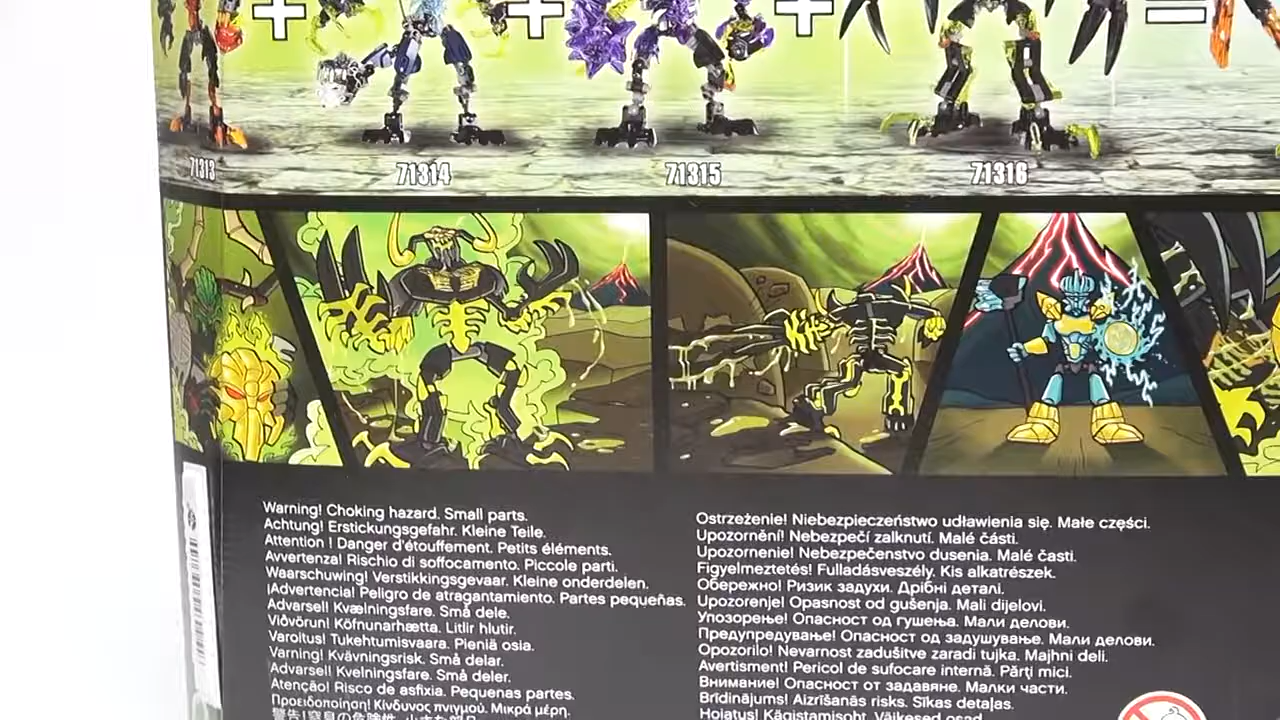 71313
71314
71315
71316
Warning! Choking hazard. Small parts.
Achtung! Erstickungsgefahr. Kleine Teile.
Attention ! Danger d'étouffement. Petits éléments.
Avvertenza! Rischio di soffocamento. Piccole parti.
Waarschuwing! Verstikkingsgevaar. Kleine onderdelen.
¡Advertencia! Peligro de atragantamiento. Partes pequeñas.
Advarsel! Kvælningsfare. Små dele.
Viðvörun! Köfnunarhætta. Litlir hlutir.
Varoitus! Tukehtumisvaara. Pieniä osia.
Varning! Kvävningsrisk. Små delar.
Advarsel! Kvelningsfare. Små deler.
Atenção! Risco de asfixia. Pequenas partes.
Προειδοποίηση! Κίνδυνος πνιγμού. Μικρά μέρη.
Ostrzeżenie! Niebezpieczeństwo udławienia się. Małe części.
Upozornění! Nebezpečí zalknutí. Malé části.
Upozornenie! Nebezpečenstvo dusenia. Malé časti.
Figyelmeztetés! Fulladásveszély. Kis alkatrészek.
Обережно! Ризик задухи. Дрібні деталі.
Upozorenje! Opasnost od gušenja. Mali dijelovi.
Упозорење! Опасност од гушења. Мали делови.
Предупредување! Опасност од задушување. Мали делови.
Opozorilo! Nevarnost zadušitve zaradi tujka. Majhni deli.
Avertisment! Pericol de sufocare internă. Părţi mici.
Внимание! Опасност от задавяне. Малки части.
Brīdinājums! Aizrīšanās risks. Sīkas detaļas.
Hoiatus! Kägistamisoht. Väikesed osad.